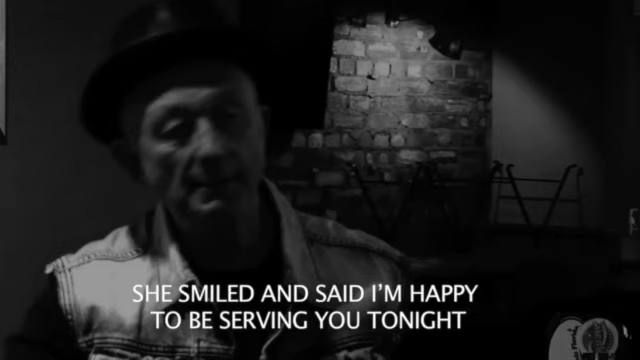 SHE SMILED AND SAID I'M HAPPY
TO BE SERVING YOU TONIGHT